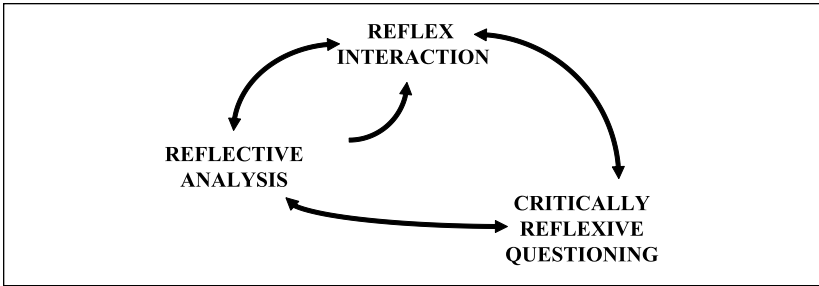 REFLEX
INTERACTION
REFLECTIVE
ANALYSIS
CRITICALLY
REFLEXIVE
QUESTIONING